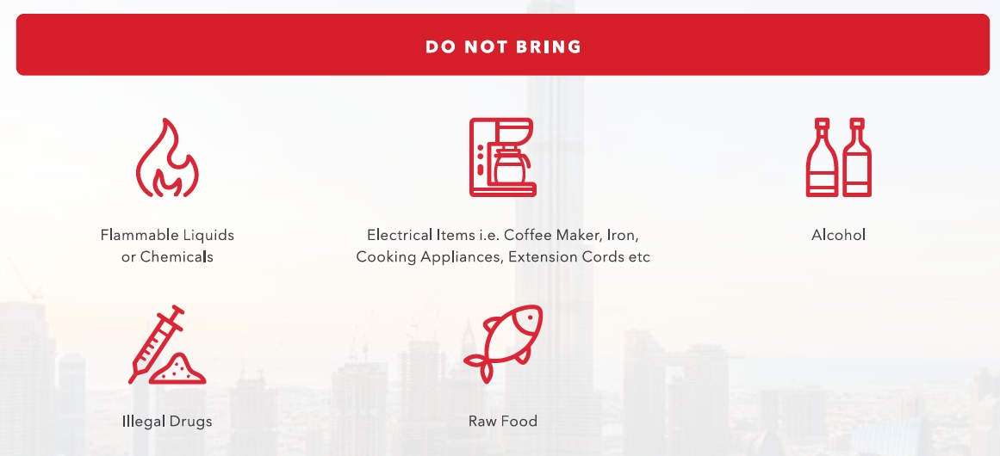 DO NOT BRING
Flammable Liquids
or Chemicals
Electrical Items i.e. Coffee Maker, Iron,
Cooking Appliances, Extension Cords etc
Alcohol
Illegal Drugs
Raw Food